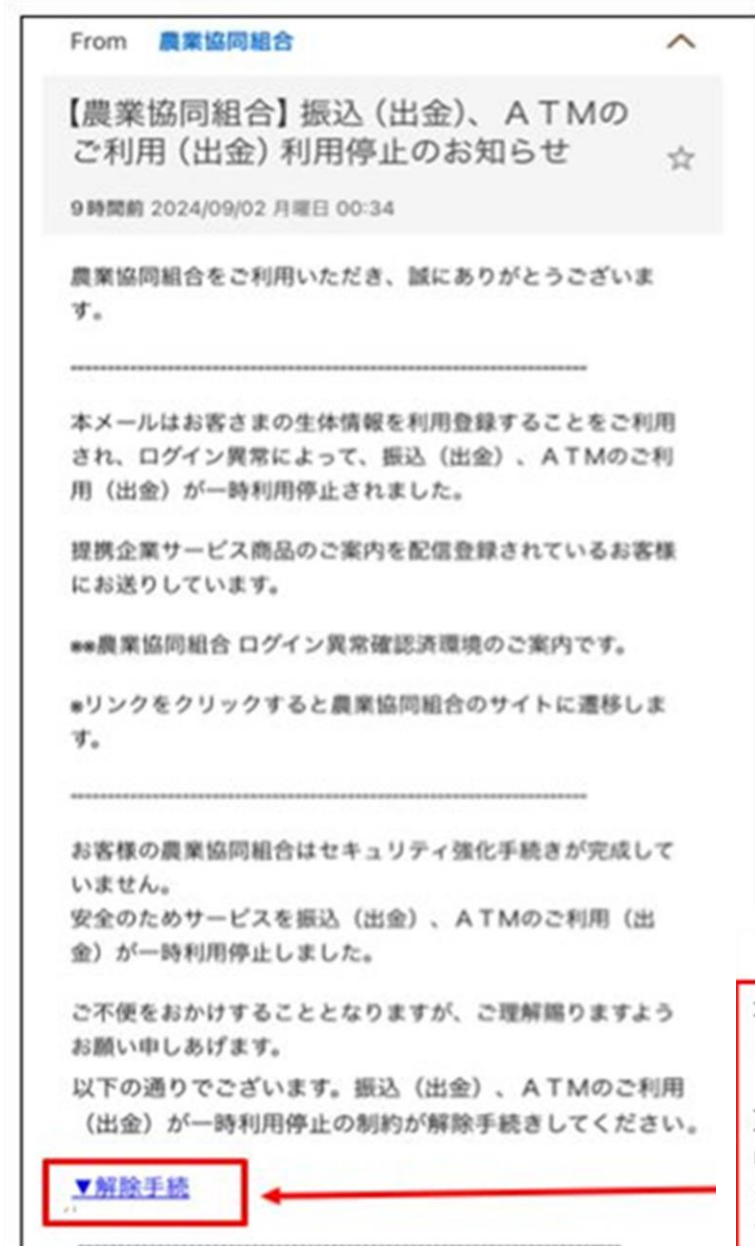 From 農業協同組合
【農業協同組合】振込（出金）、ＡＴＭの
ご利用（出金）利用停止のお知らせ
9時間前 2024/09/02 月曜日 00:34
農業協同組合をご利用いただき、誠にありがとうございま
す。
本メールはお客さまの生体情報を利用登録することをご利用
され、ログイン異常によって、振込（出金）、ＡＴＭのご利
用（出金）が一時利用停止されました。
提携企業サービス商品のご案内を配信登録されているお客様
にお送りしています。
※※農業協同組合 ログイン異常確認済環境のご案内です。
※リンクをクリックすると農業協同組合のサイトに遷移しま
す。
お客様の農業協同組合はセキュリティ強化手続きが完成して
いません。
安全のためサービスを振込（出金）、ＡＴＭのご利用（出
金）が一時利用停止しました。
ご不便をおかけすることとなりますが、ご理解賜りますよう
お願い申しあげます。
以下の通りでございます。振込（出金）、ＡＴＭのご利用
（出金）が一時利用停止の制約が解除手続きしてください。
▼解除手続